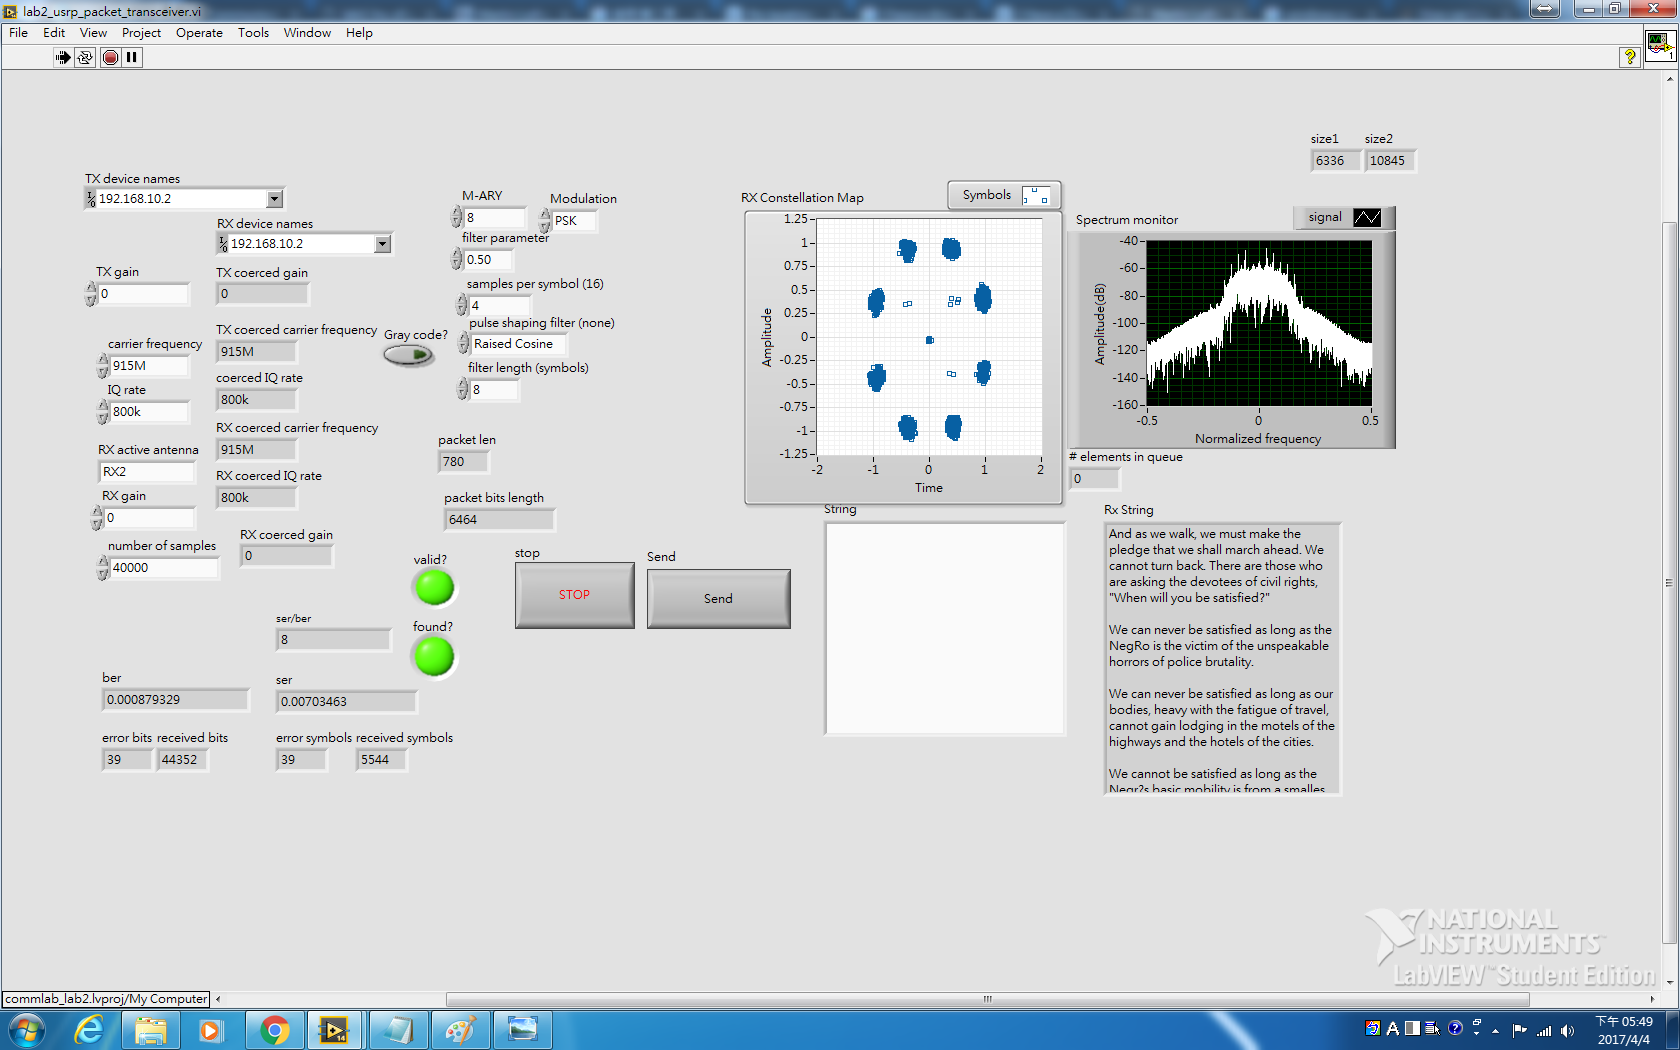 lab2_usrp_packet_transceiver.vi
File Edit View Project Operate Tools Window Help
size1 size2
6336 10845
TX device names
192.168.10.2
RX device names
192.168.10.2
TX gain
0
TX coerced gain
0
TX coerced carrier frequency
915M
carrier frequency
915M
coerced IQ rate
800k
IQ rate
800k
RX coerced carrier frequency
915M
RX active antenna
RX2
RX coerced IQ rate
800k
RX gain
0
RX coerced gain
0
number of samples
40000
M-ARY
8
Modulation
PSK
filter parameter
0.50
samples per symbol (16)
4
pulse shaping filter (none)
Raised Cosine
filter length (symbols)
8
Gray code?
packet len
780
packet bits length
6464
valid?
found?
stop
STOP
Send
Send
ser/ber
8
ber
0.000879329
ser
0.00703463
error bits received bits
39 44352
error symbols received symbols
39 5544
RX Constellation Map
Symbols
1.25
1
0.75
0.5
0.25
0
-0.25
-0.5
-0.75
-1
-1.25
Amplitude
-2 -1 0 1 2
Time
Spectrum monitor
signal
-40
-60
-80
-100
-120
-140
-160
Amplitude(dB)
-0.5 0 0.5
Normalized frequency
# elements in queue
0
String
Rx String
And as we walk, we must make the
pledge that we shall march ahead. We
cannot turn back. There are those who
are asking the devotees of civil rights,
"When will you be satisfied?"
We can never be satisfied as long as the
NegRo is the victim of the unspeakable
horrors of police brutality.
We can never be satisfied as long as our
bodies, heavy with the fatigue of travel,
cannot gain lodging in the motels of the
highways and the hotels of the cities.
We cannot be satisfied as long as the
Negr?s basic mobility is from a smalles
NATIONAL
INSTRUMENTS™
LabVIEW™ Student Edition
commlab_lab2.lvproj/My Computer
下午 05:49
2017/4/4